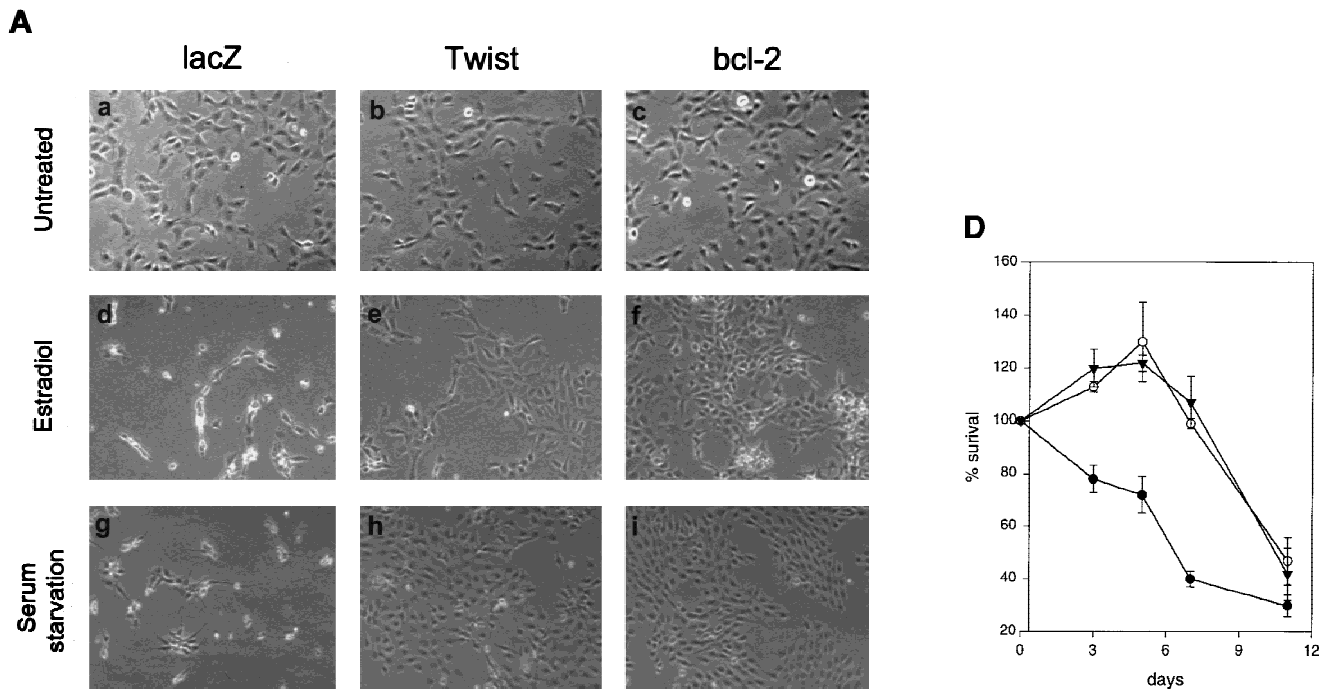 A
lacZ Twist bcl-2
Untreated
a b c
Estradiol
d e f
Serum
starvation
g h i
D
160
140
120
100
80
60
40
20
% surival
0 3 6 9 12
days